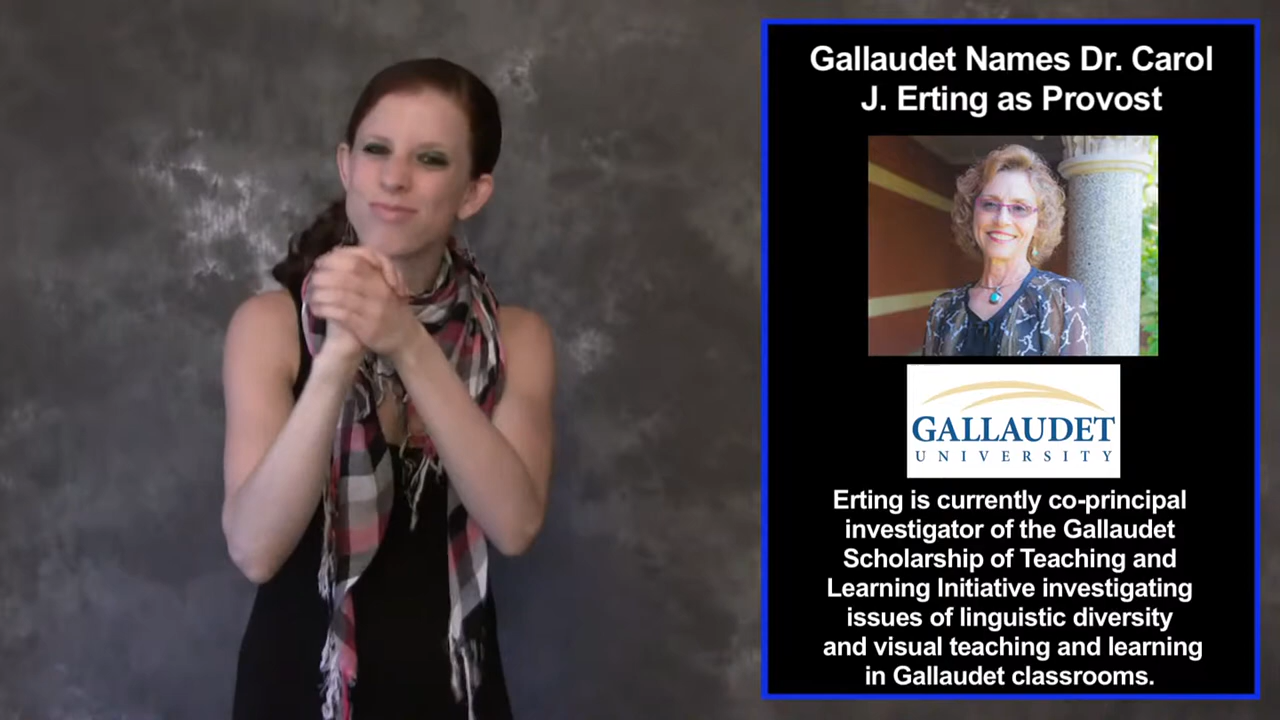 Gallaudet Names Dr. Carol
J. Erting as Provost
GALLAUDET
UNIVERSITY
Erting is currently co-principal
investigator of the Gallaudet
Scholarship of Teaching and
Learning Initiative investigating
issues of linguistic diversity
and visual teaching and learning
in Gallaudet classrooms.